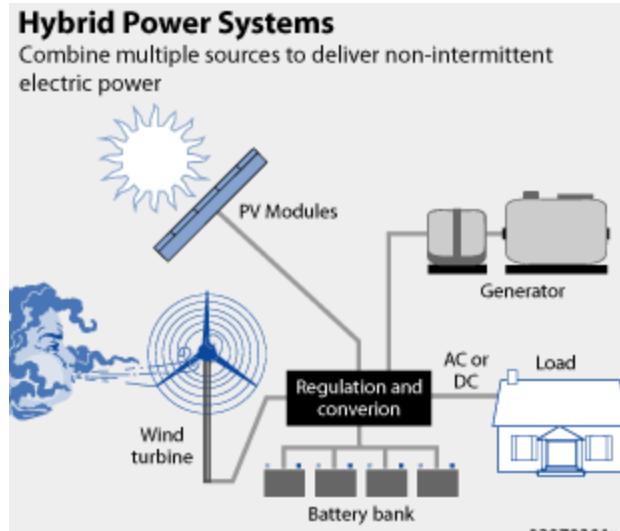 Hybrid Power Systems
Combine multiple sources to deliver non-intermittent
electric power
PV Modules
Generator
AC or
DC
Load
Regulation and
converion
Wind
turbine
Battery bank